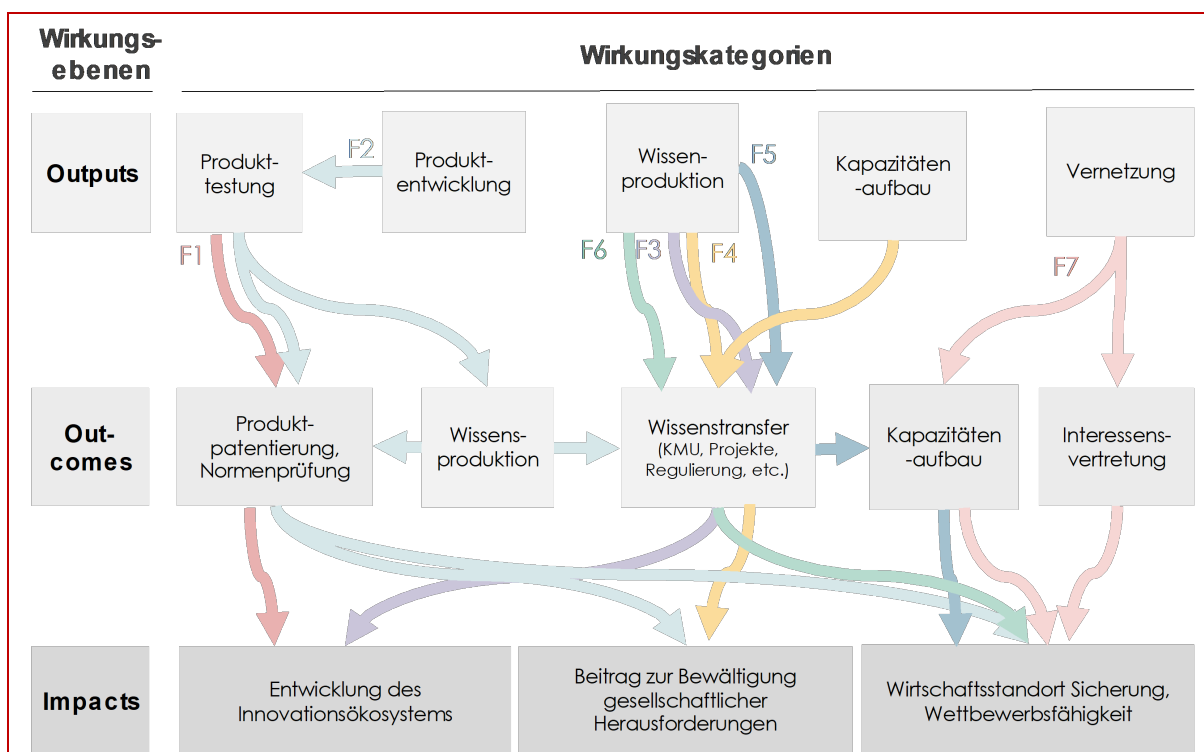 Wirkungs-
ebenen
Wirkungskategorien
Outputs
Produkt-
testung
F2
Produkt-
entwicklung
Wissen-
produktion
F5
Kapazitäten
-aufbau
Vernetzung
F1
F6
F3
F4
F7
Out-
comes
Produkt-
patentierung,
Normenprüfung
Wissens-
produktion
Wissenstransfer
(KMU, Projekte,
Regulierung, etc.)
Kapazitäten
-aufbau
Interessens-
vertretung
Impacts
Entwicklung des
Innovationsökosystems
Beitrag zur Bewältigung
gesellschaftlicher
Herausforderungen
Wirtschaftsstandort Sicherung,
Wettbewerbsfähigkeit